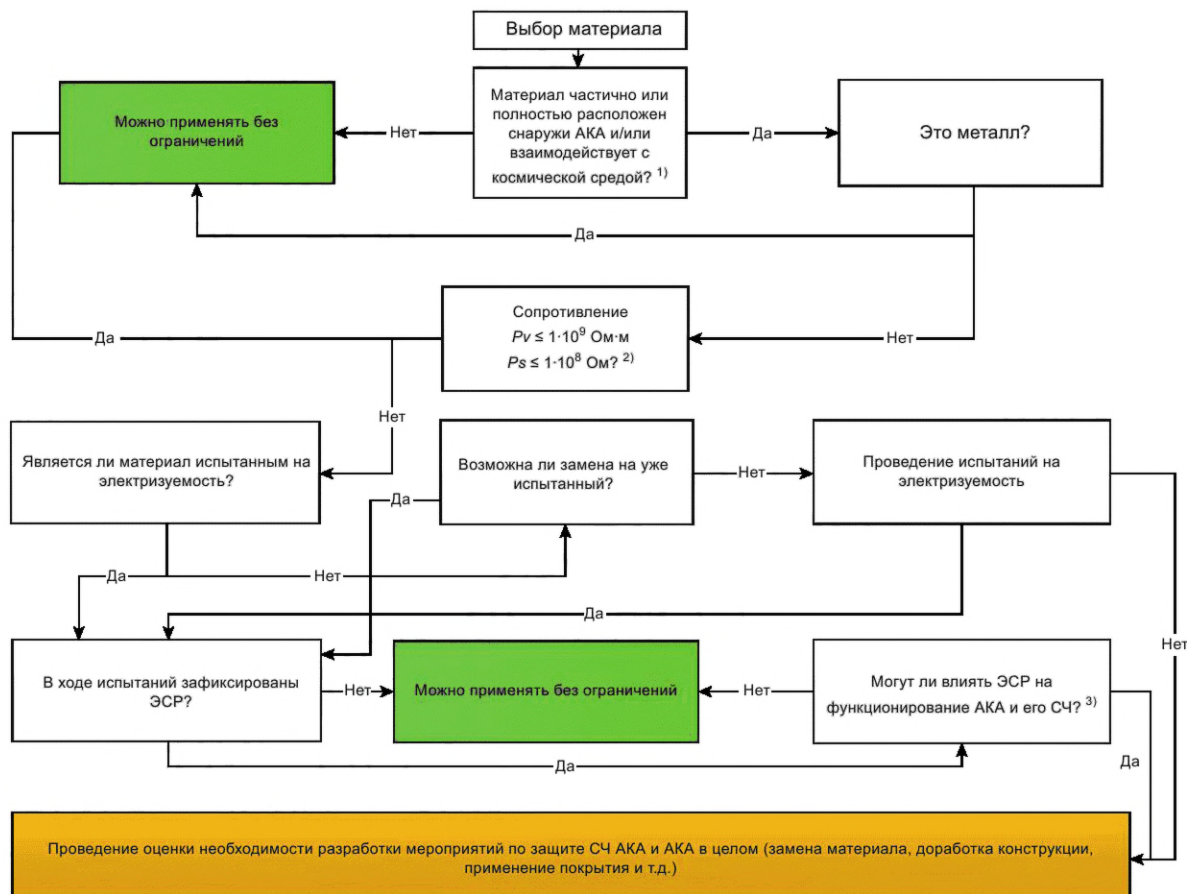 Выбор материала
Можно применять без
ограничений
Нет
Материал частично или
полностью расположен
снаружи АКА и/или
взаимодействует с
космической средой? 1)
Да
Это металл?
Да
Да
Сопротивление
Pv ≤ 1·10⁹ Ом·м
Ps ≤ 1·10⁸ Ом? 2)
Нет
Нет
Является ли материал испытанным на
электризуемость?
Да
Возможна ли замена на уже
испытанный?
Нет
Проведение испытаний на
электризуемость
Да
Нет
Да
Нет
В ходе испытаний зафиксированы
ЭСР?
Нет
Можно применять без ограничений
Нет
Могут ли влиять ЭСР на
функционирование АКА и его СЧ? 3)
Да
Да
Проведение оценки необходимости разработки мероприятий по защите СЧ АКА и АКА в целом (замена материала, доработка конструкции,
применение покрытия и т.д.)